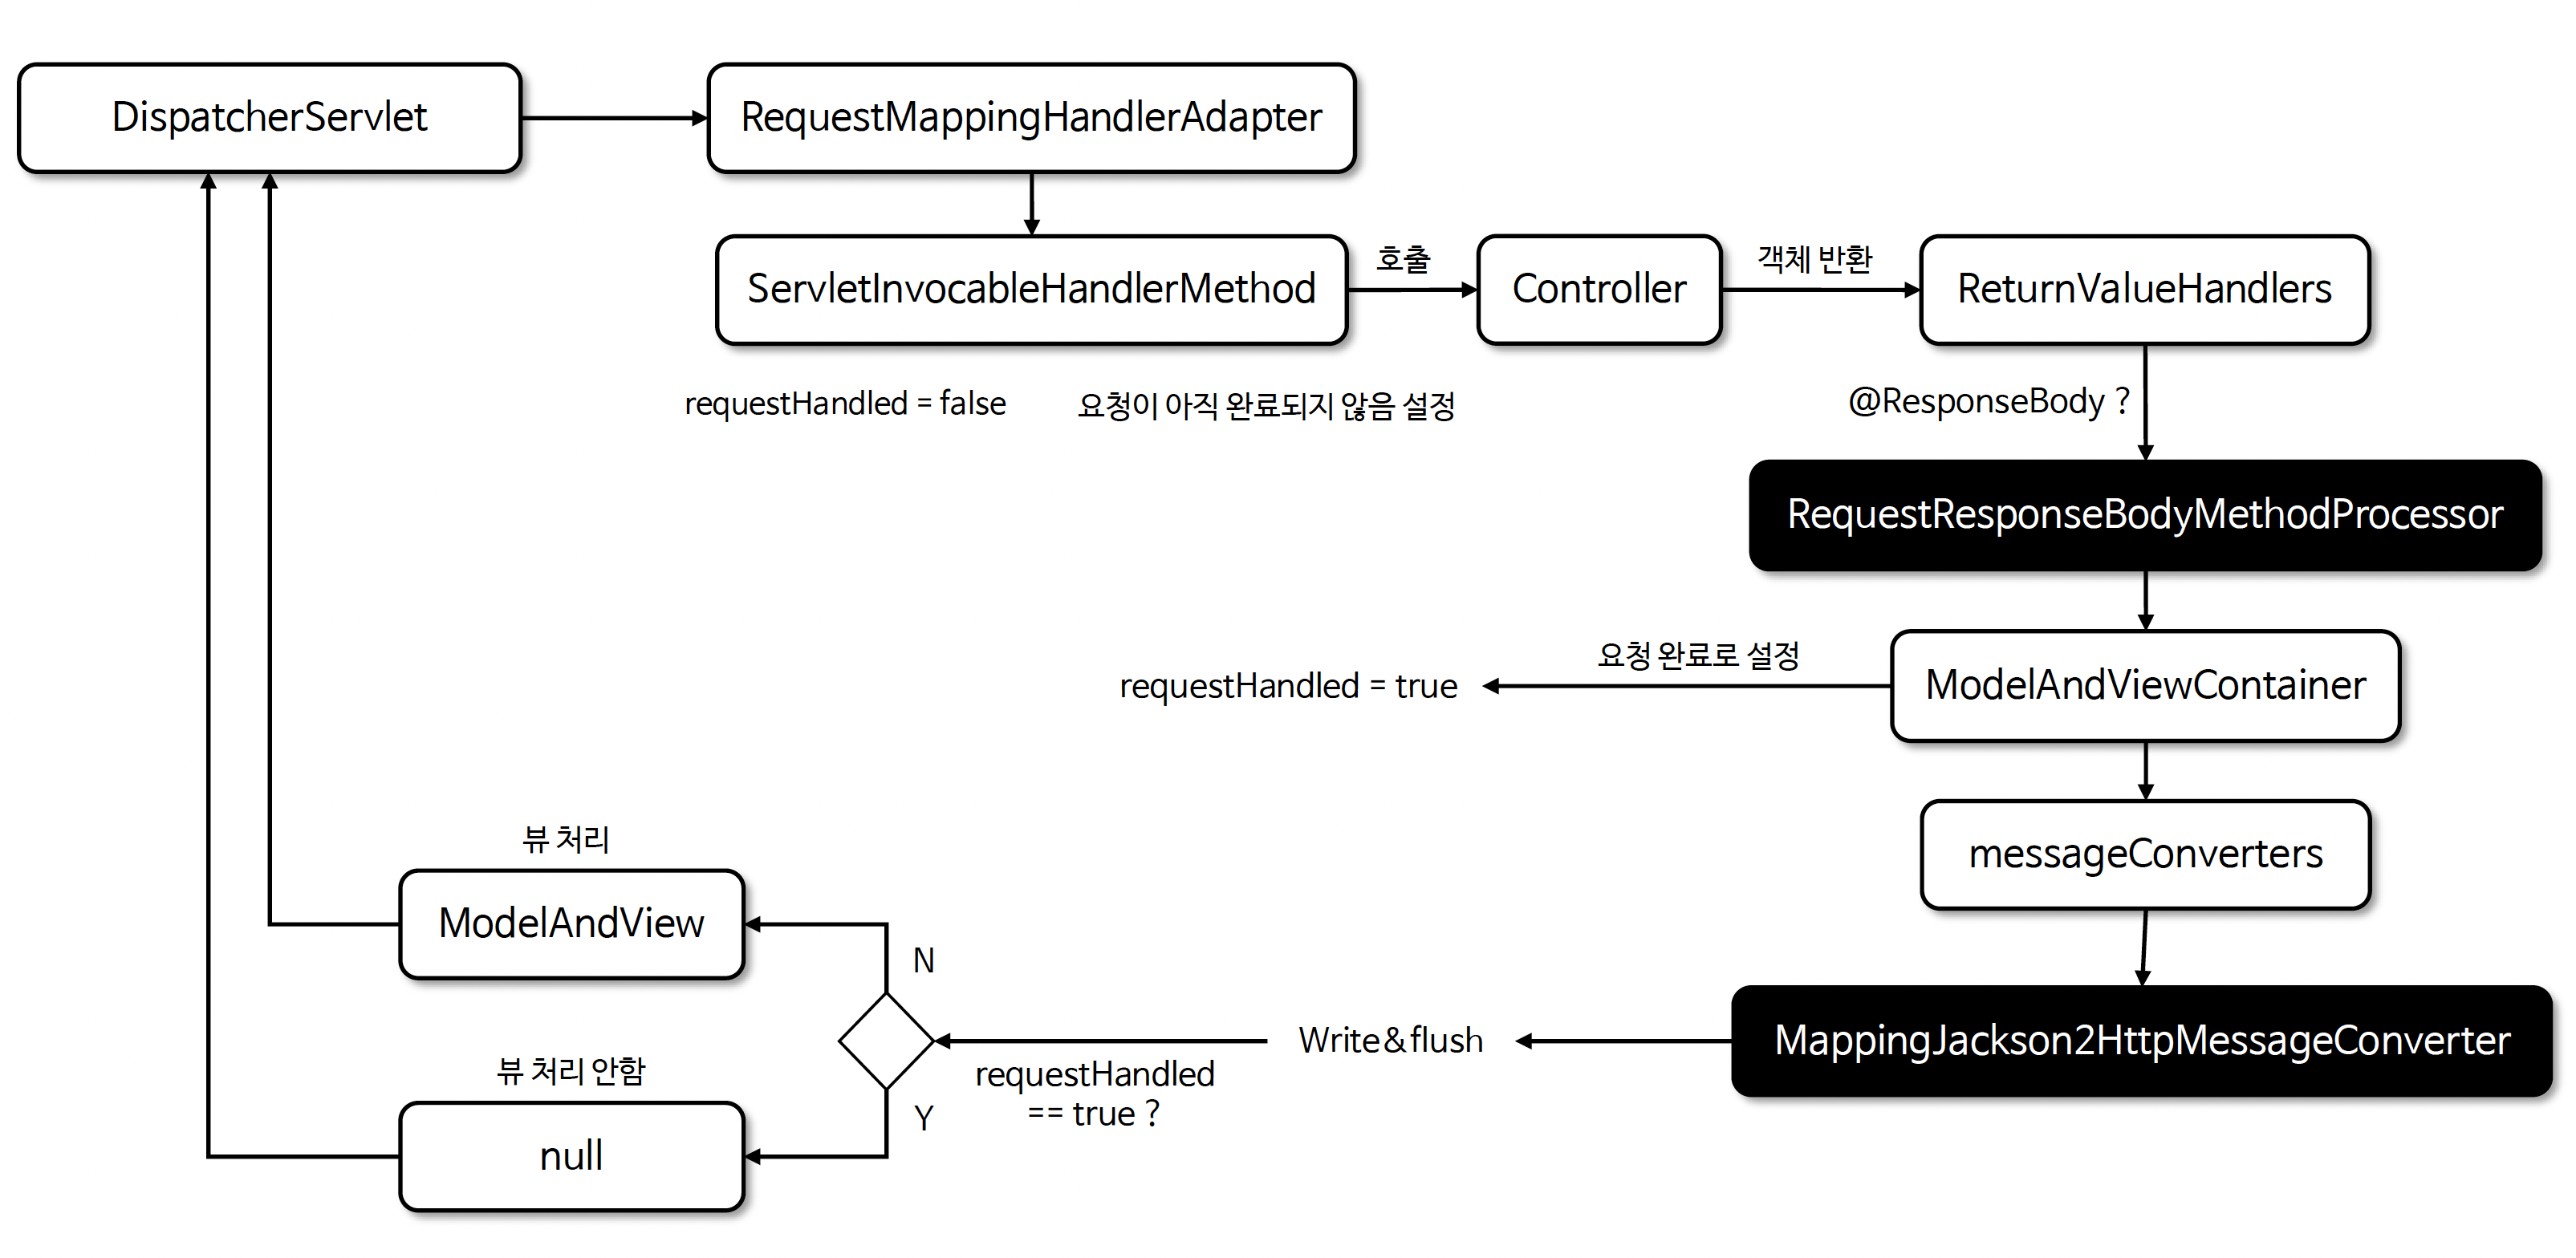 DispatcherServlet
RequestMappingHandlerAdapter
ServletInvocableHandlerMethod
호출
Controller
객체 반환
ReturnValueHandlers
requestHandled = false
요청이 아직 완료되지 않음 설정
@ResponseBody ?
RequestResponseBodyMethodProcessor
요청 완료로 설정
requestHandled = true
ModelAndViewContainer
messageConverters
뷰 처리
ModelAndView
N
MappingJackson2HttpMessageConverter
Write&flush
requestHandled
== true ?
뷰 처리 안함
Y
null